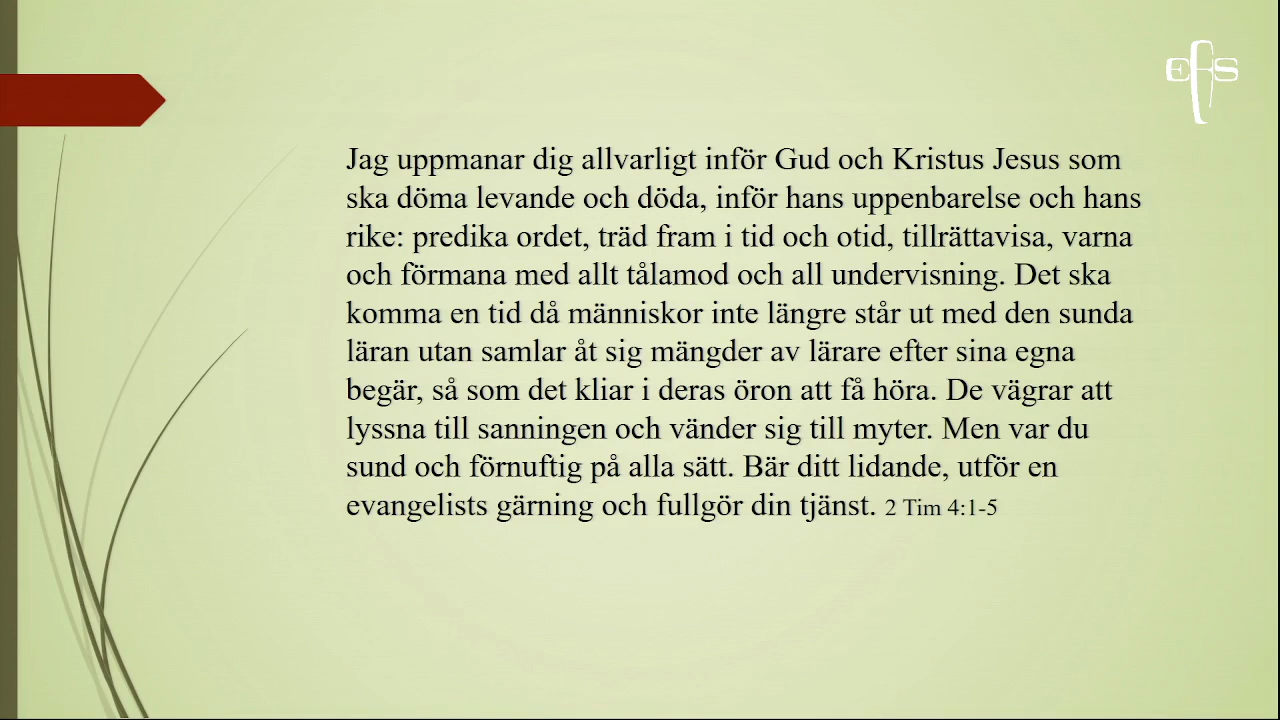 EFS
Jag uppmanar dig allvarligt inför Gud och Kristus Jesus som
ska döma levande och döda, inför hans uppenbarelse och hans
rike: predika ordet, träd fram i tid och otid, tillrättavisa, varna
och förmana med allt tålamod och all undervisning. Det ska
komma en tid då människor inte längre står ut med den sunda
läran utan samlar åt sig mängder av lärare efter sina egna
begär, så som det kliar i deras öron att få höra. De vägrar att
lyssna till sanningen och vänder sig till myter. Men var du
sund och förnuftig på alla sätt. Bär ditt lidande, utför en
evangelists gärning och fullgör din tjänst. 2 Tim 4:1-5